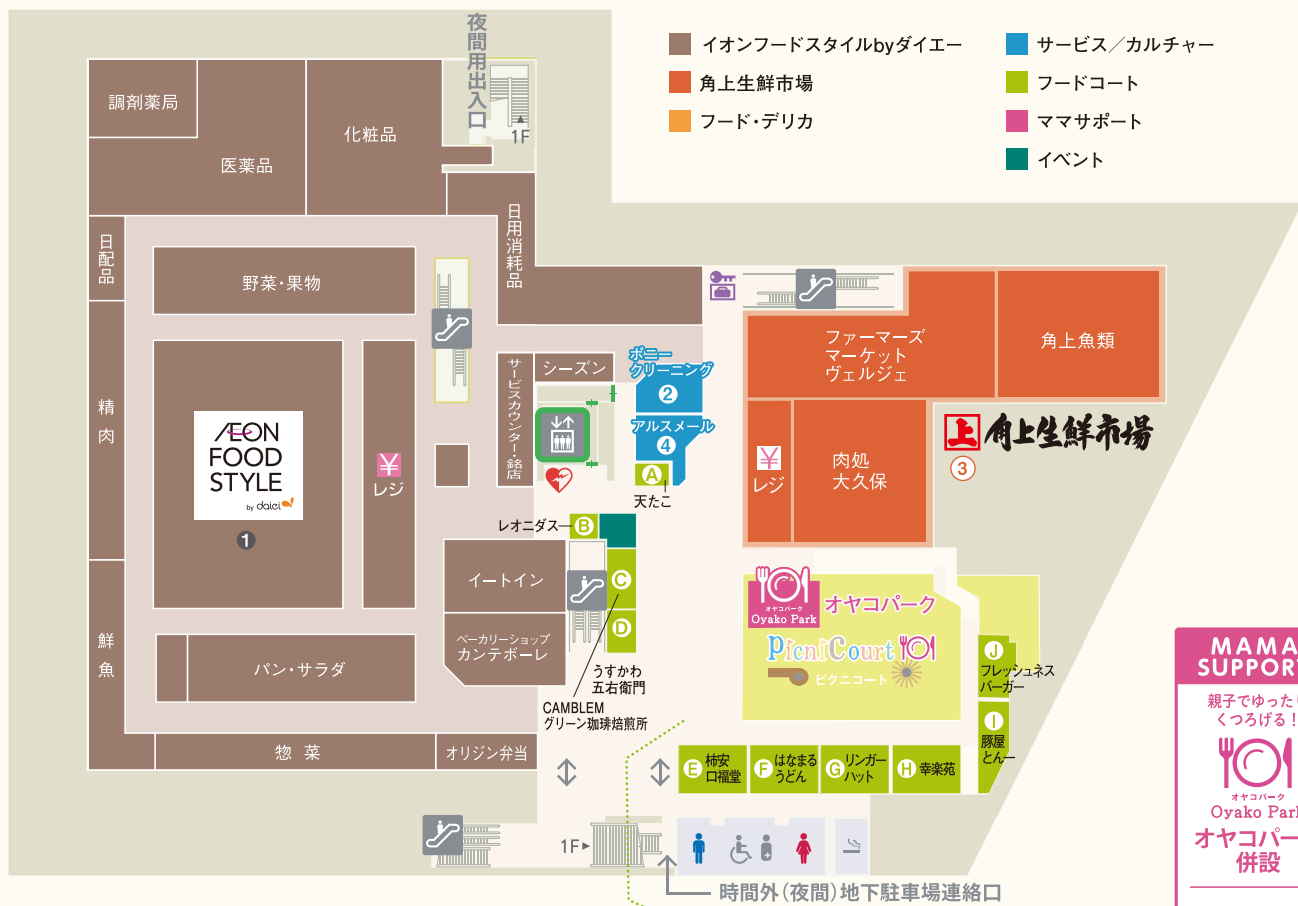 夜間用出入口
1F
イオンフードスタイルbyダイエー
角上生鮮市場
フード・デリカ
サービス／カルチャー
フードコート
ママサポート
イベント
調剤薬局
医薬品
化粧品
日用消耗品
日配品
野菜・果物
精肉
鮮魚
ÆON
FOOD
STYLE
by daiei
1
¥
レジ
サービスカウンター・銘店
シーズン
ポニー
クリーニング
2
アルスメール
4
A
天たこ
レオニダス
B
C
D
イートイン
ベーカリーショップ
カンテボーレ
うすかわ
五右衛門
CAMBLEM
グリーン珈琲焙煎所
パン・サラダ
惣菜
オリジン弁当
ファーマーズ
マーケット
ヴェルジェ
角上魚類
¥
レジ
肉処
大久保
上 角上生鮮市場
3
オヤコパーク
Oyako Park
オヤコパーク
PicniCourt
ピクニコート
J
フレッシュネス
バーガー
I
豚屋
とん一
E
柿安
口福堂
F
はなまる
うどん
G
リンガー
ハット
H
幸楽苑
1F
時間外(夜間)地下駐車場連絡口
MAMA
SUPPORT
親子でゆったり
くつろげる!
オヤコパーク
Oyako Park
オヤコパーク
併設